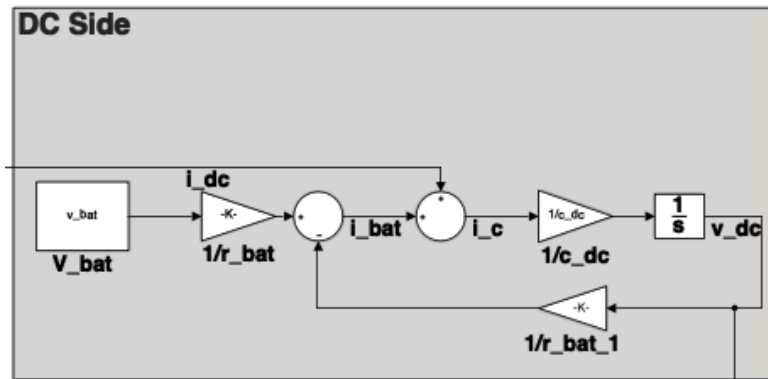 DC Side
i_dc
v_bat
V_bat
-K-
1/r_bat
+
-
i_bat
+
+
i_c
1/c_dc
1/c_dc
1
s
v_dc
-K-
1/r_bat_1